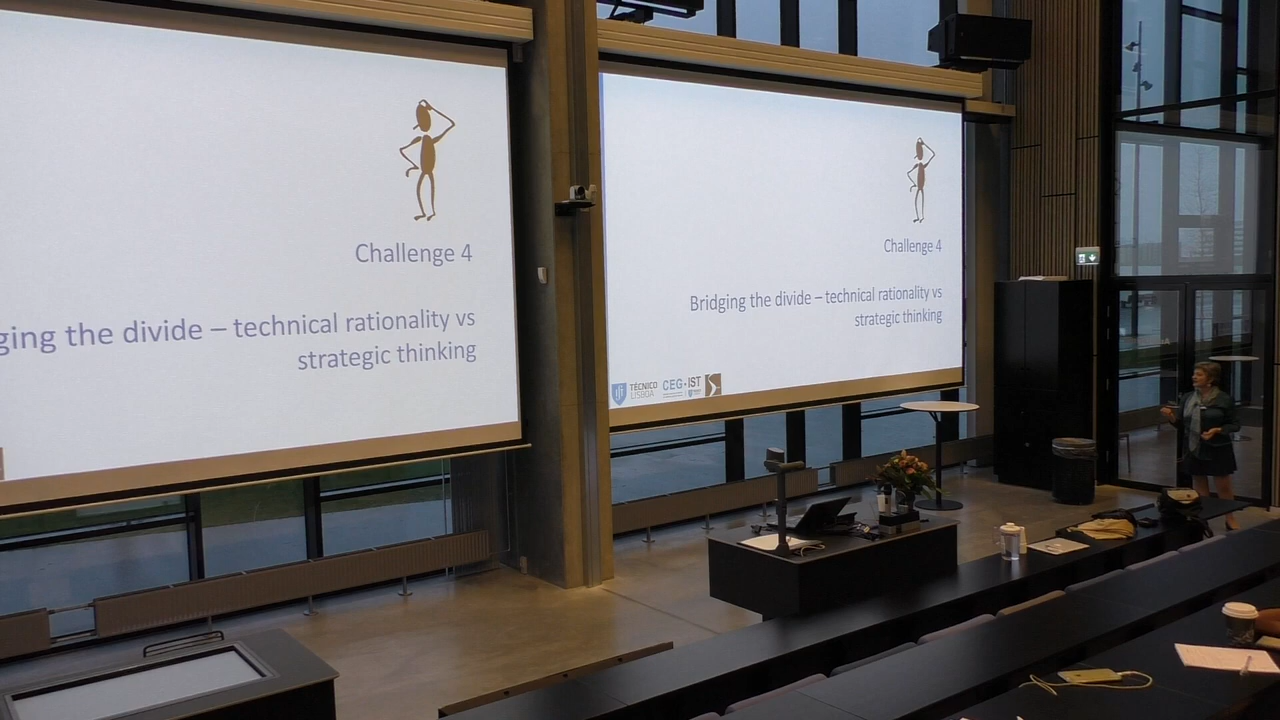 Challenge 4
ging the divide – technical rationality vs
strategic thinking
Challenge 4
Bridging the divide – technical rationality vs
strategic thinking
TÉCNICO
LISBOA
CEG•IST